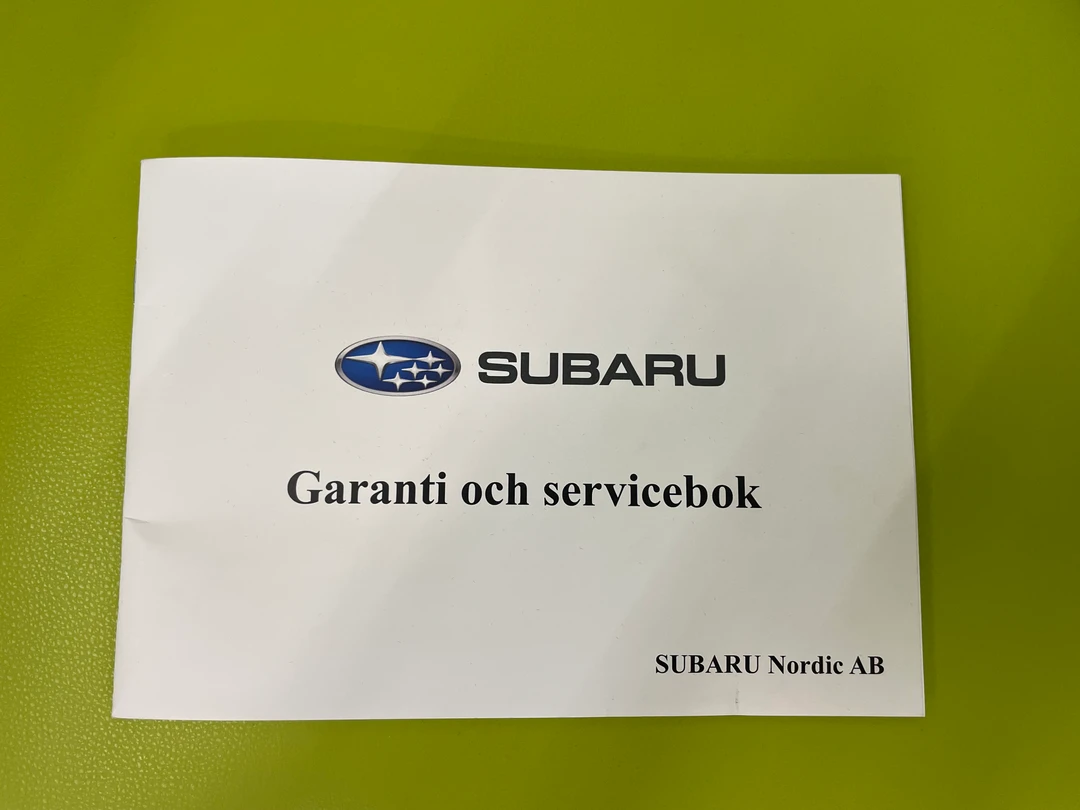 SUBARU
Garanti och servicebok
SUBARU Nordic AB